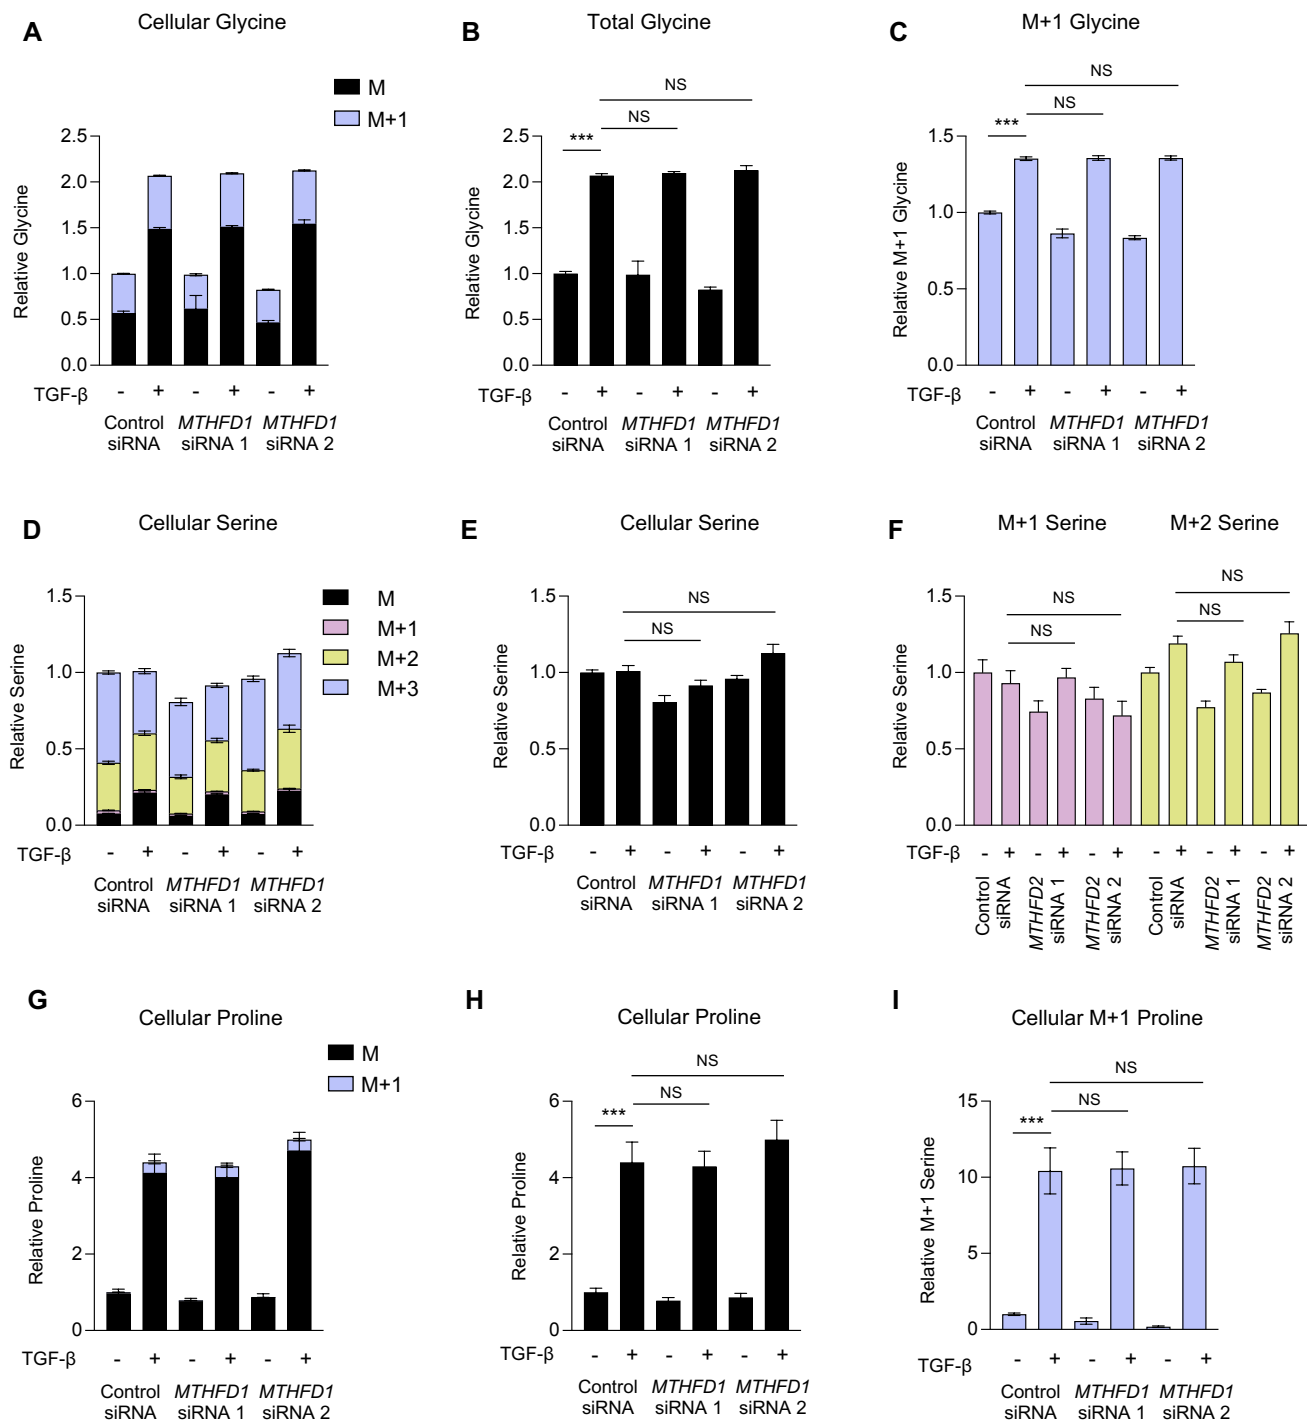 A
Cellular Glycine
M
M+1
Relative Glycine
2.5
2.0
1.5
1.0
0.5
0.0
TGF-β - + - + - +
Control siRNA
MTHFD1 siRNA 1
MTHFD1 siRNA 2
B
Total Glycine
NS
NS
***
Relative Glycine
2.5
2.0
1.5
1.0
0.5
0.0
TGF-β - + - + - +
Control siRNA
MTHFD1 siRNA 1
MTHFD1 siRNA 2
C
M+1 Glycine
NS
NS
***
Relative M+1 Glycine
1.5
1.0
0.5
0.0
TGF-β - + - + - +
Control siRNA
MTHFD1 siRNA 1
MTHFD1 siRNA 2
D
Cellular Serine
M
M+1
M+2
M+3
Relative Serine
1.5
1.0
0.5
0.0
TGF-β - + - + - +
Control siRNA
MTHFD1 siRNA 1
MTHFD1 siRNA 2
E
Cellular Serine
NS
NS
Relative Serine
1.5
1.0
0.5
0.0
TGF-β - + - + - +
Control siRNA
MTHFD1 siRNA 1
MTHFD1 siRNA 2
F
M+1 Serine
M+2 Serine
NS
NS
NS
NS
Relative Serine
1.5
1.0
0.5
0.0
TGF-β - + - + - + - + - + - +
Control siRNA
MTHFD2 siRNA 1
MTHFD2 siRNA 2
Control siRNA
MTHFD2 siRNA 1
MTHFD2 siRNA 2
G
Cellular Proline
M
M+1
Relative Proline
6
4
2
0
TGF-β - + - + - +
Control siRNA
MTHFD1 siRNA 1
MTHFD1 siRNA 2
H
Cellular Proline
NS
NS
***
Relative Proline
6
4
2
0
TGF-β - + - + - +
Control siRNA
MTHFD1 siRNA 1
MTHFD1 siRNA 2
I
Cellular M+1 Proline
NS
NS
***
Relative M+1 Serine
15
10
5
0
TGF-β - + - + - +
Control siRNA
MTHFD1 siRNA 1
MTHFD1 siRNA 2